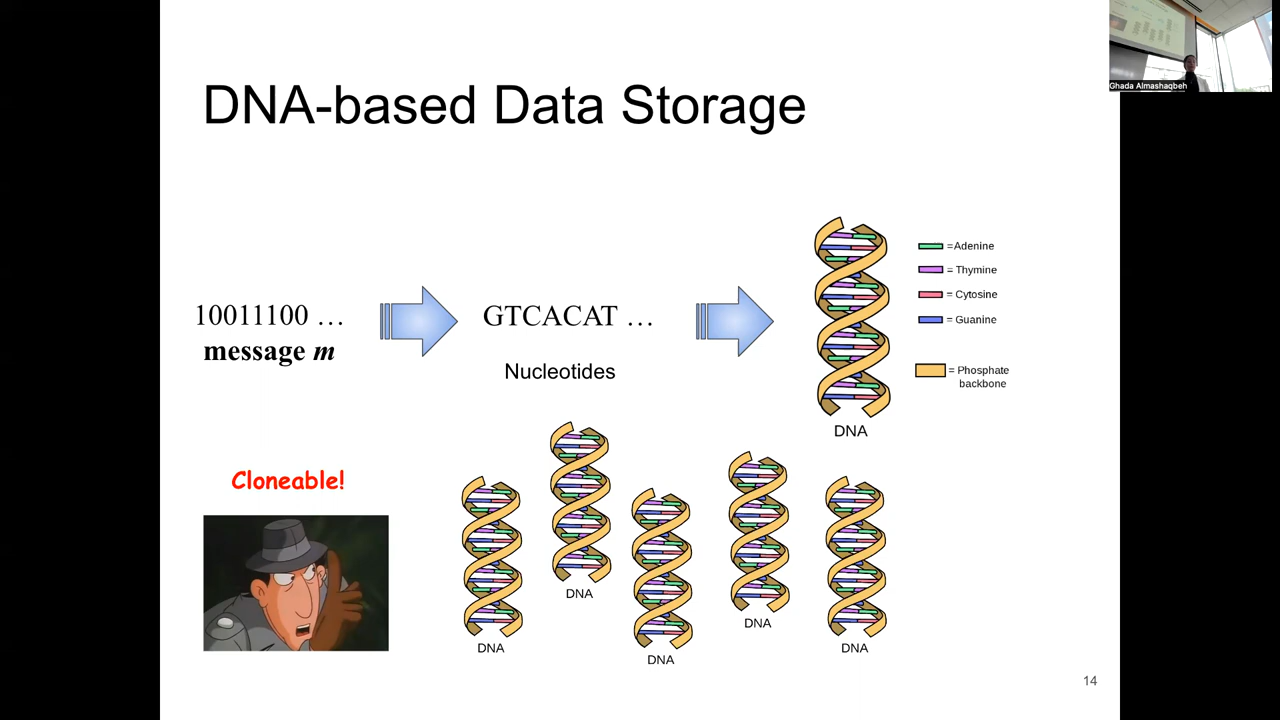 Ghada Almashaqbeh
DNA-based Data Storage
10011100 …
message m
GTCACAT …
Nucleotides
=Adenine
= Thymine
= Cytosine
= Guanine
= Phosphate
backbone
DNA
Cloneable!
DNA
DNA
DNA
DNA
DNA
14